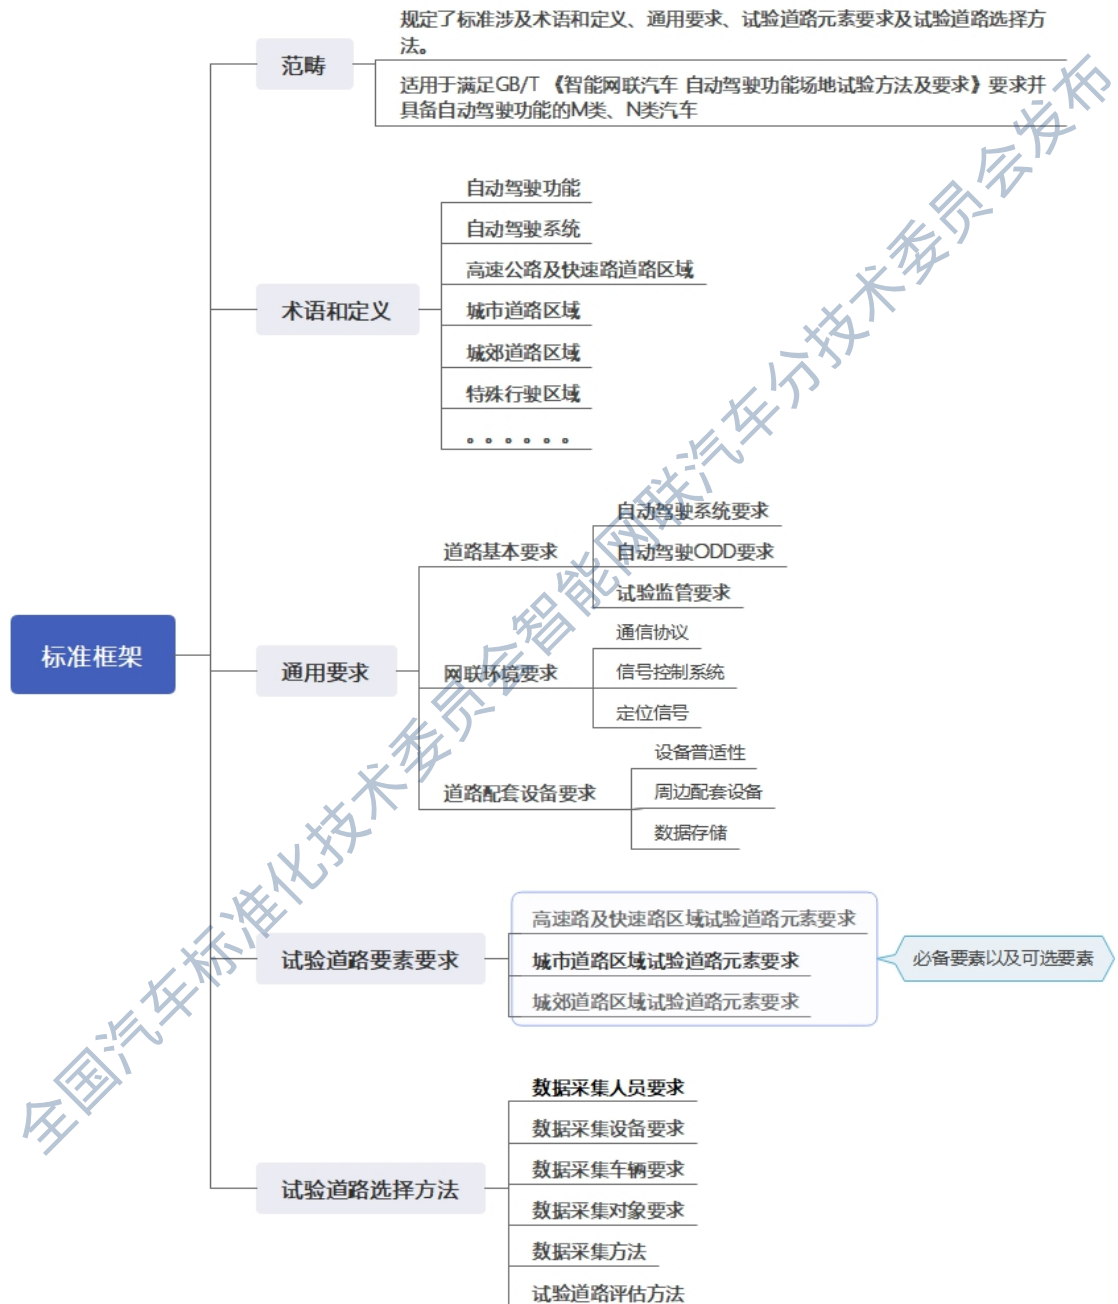 规定了标准涉及术语和定义、通用要求、试验道路元素要求及试验道路选择方
法。
范畴
适用于满足GB/T 《智能网联汽车 自动驾驶功能场地试验方法及要求》要求并
具备自动驾驶功能的M类、N类汽车
自动驾驶功能
自动驾驶系统
高速公路及快速路道路区域
术语和定义
城市道路区域
城郊道路区域
特殊行驶区域
。。。。。。
自动驾驶系统要求
道路基本要求
自动驾驶ODD要求
试验监管要求
标准框架
通用要求
通信协议
网联环境要求
信号控制系统
定位信号
设备普适性
道路配套设备要求
周边配套设备
数据存储
高速路及快速路区域试验道路元素要求
试验道路要素要求
城市道路区域试验道路元素要求
必备要素以及可选要素
城郊道路区域试验道路元素要求
数据采集人员要求
数据采集设备要求
数据采集车辆要求
试验道路选择方法
数据采集对象要求
数据采集方法
试验道路评估方法
全国汽车标准化技术委员会智能网联汽车分技术委员会发布